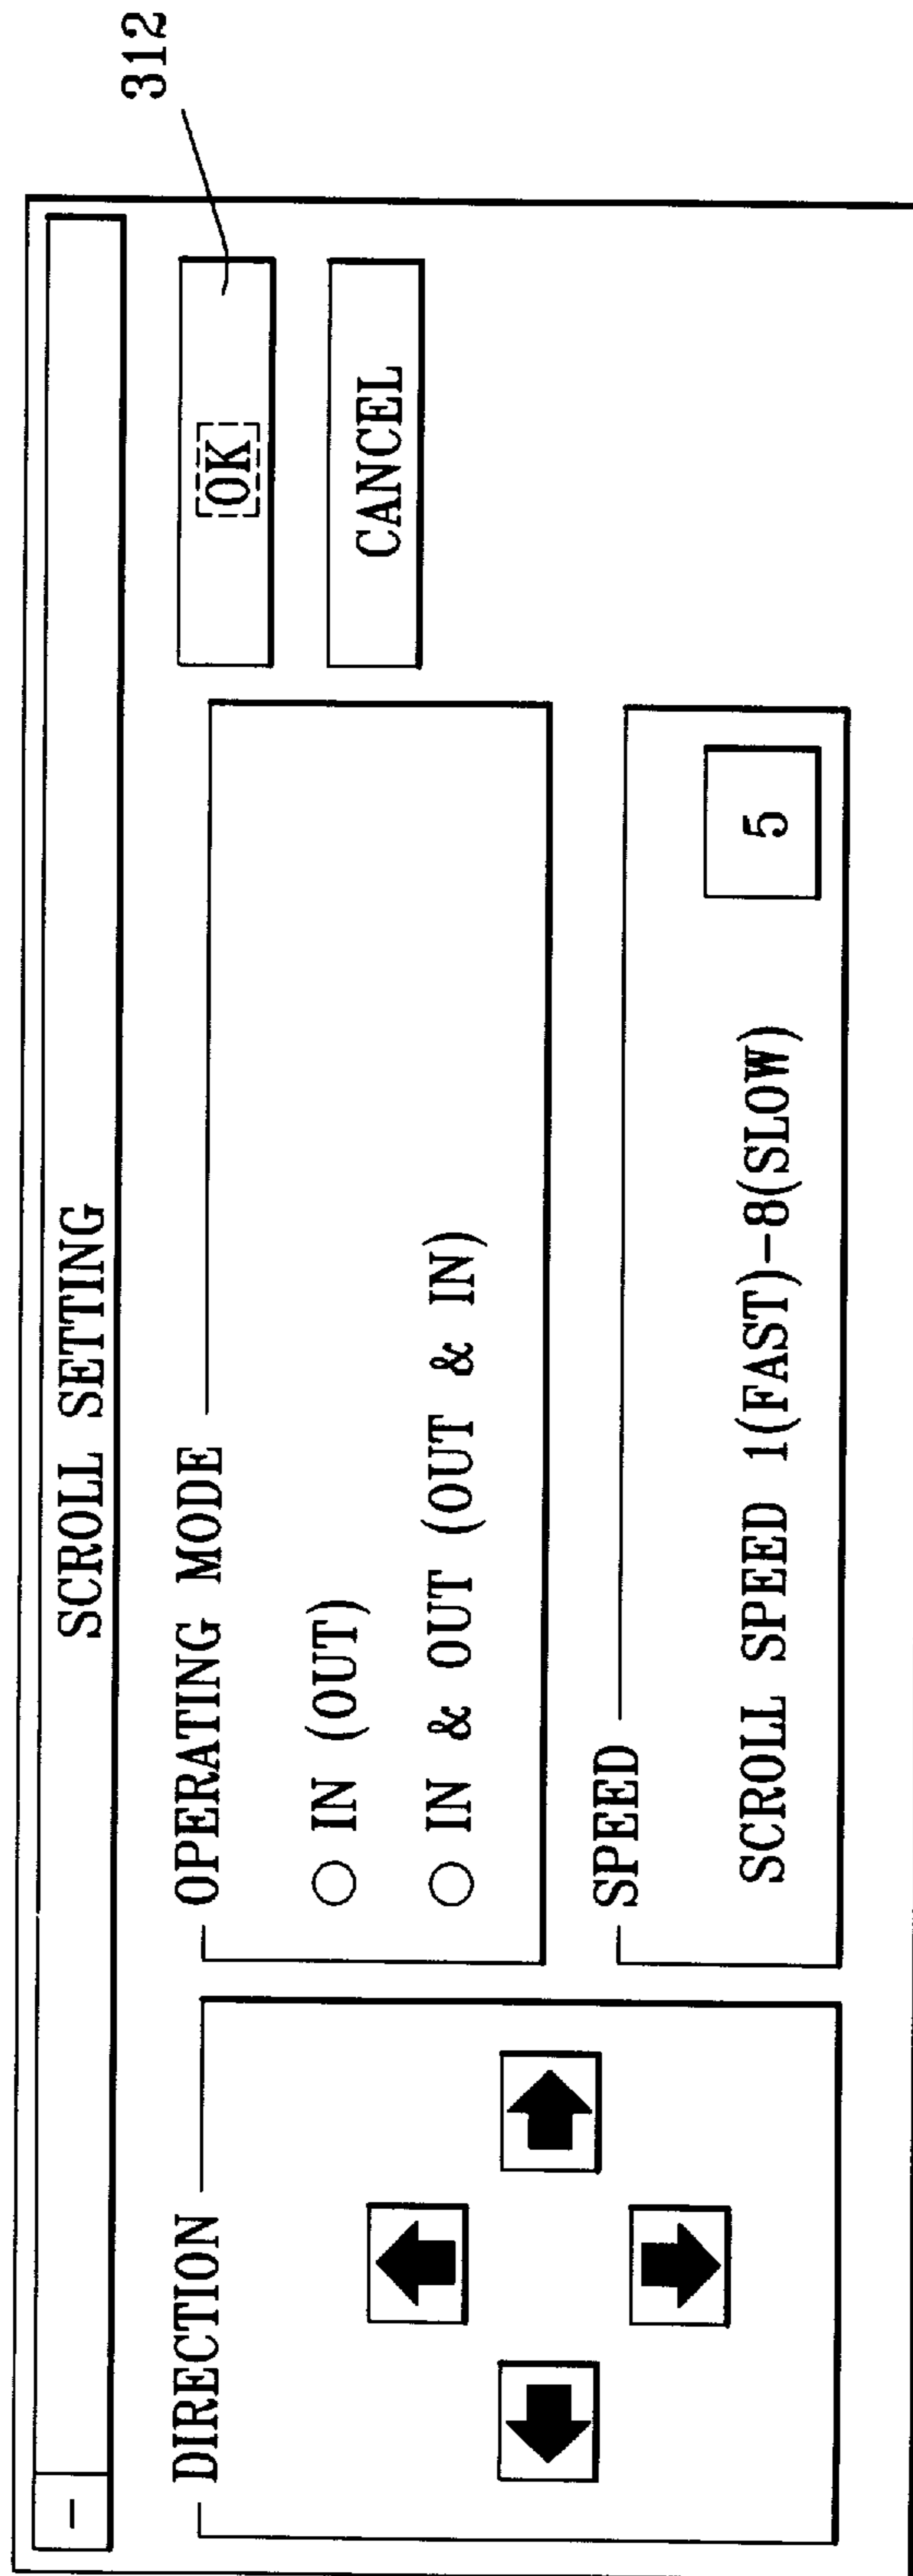 312
-
SCROLL SETTING
DIRECTION
OPERATING MODE
IN (OUT)
IN & OUT (OUT & IN)
SPEED
SCROLL SPEED 1(FAST)-8(SLOW)
5
OK
CANCEL